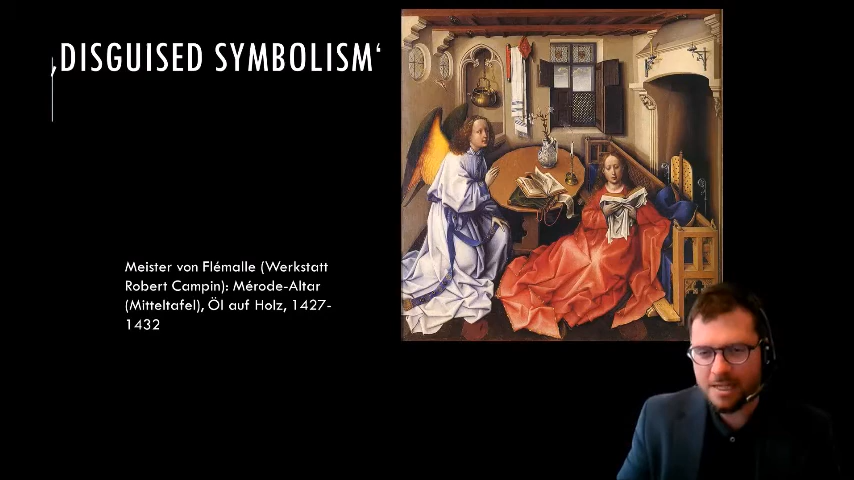 ‚DISGUISED SYMBOLISM‘
Meister von Flémalle (Werkstatt
Robert Campin): Mérode-Altar
(Mitteltafel), Öl auf Holz, 1427-
1432